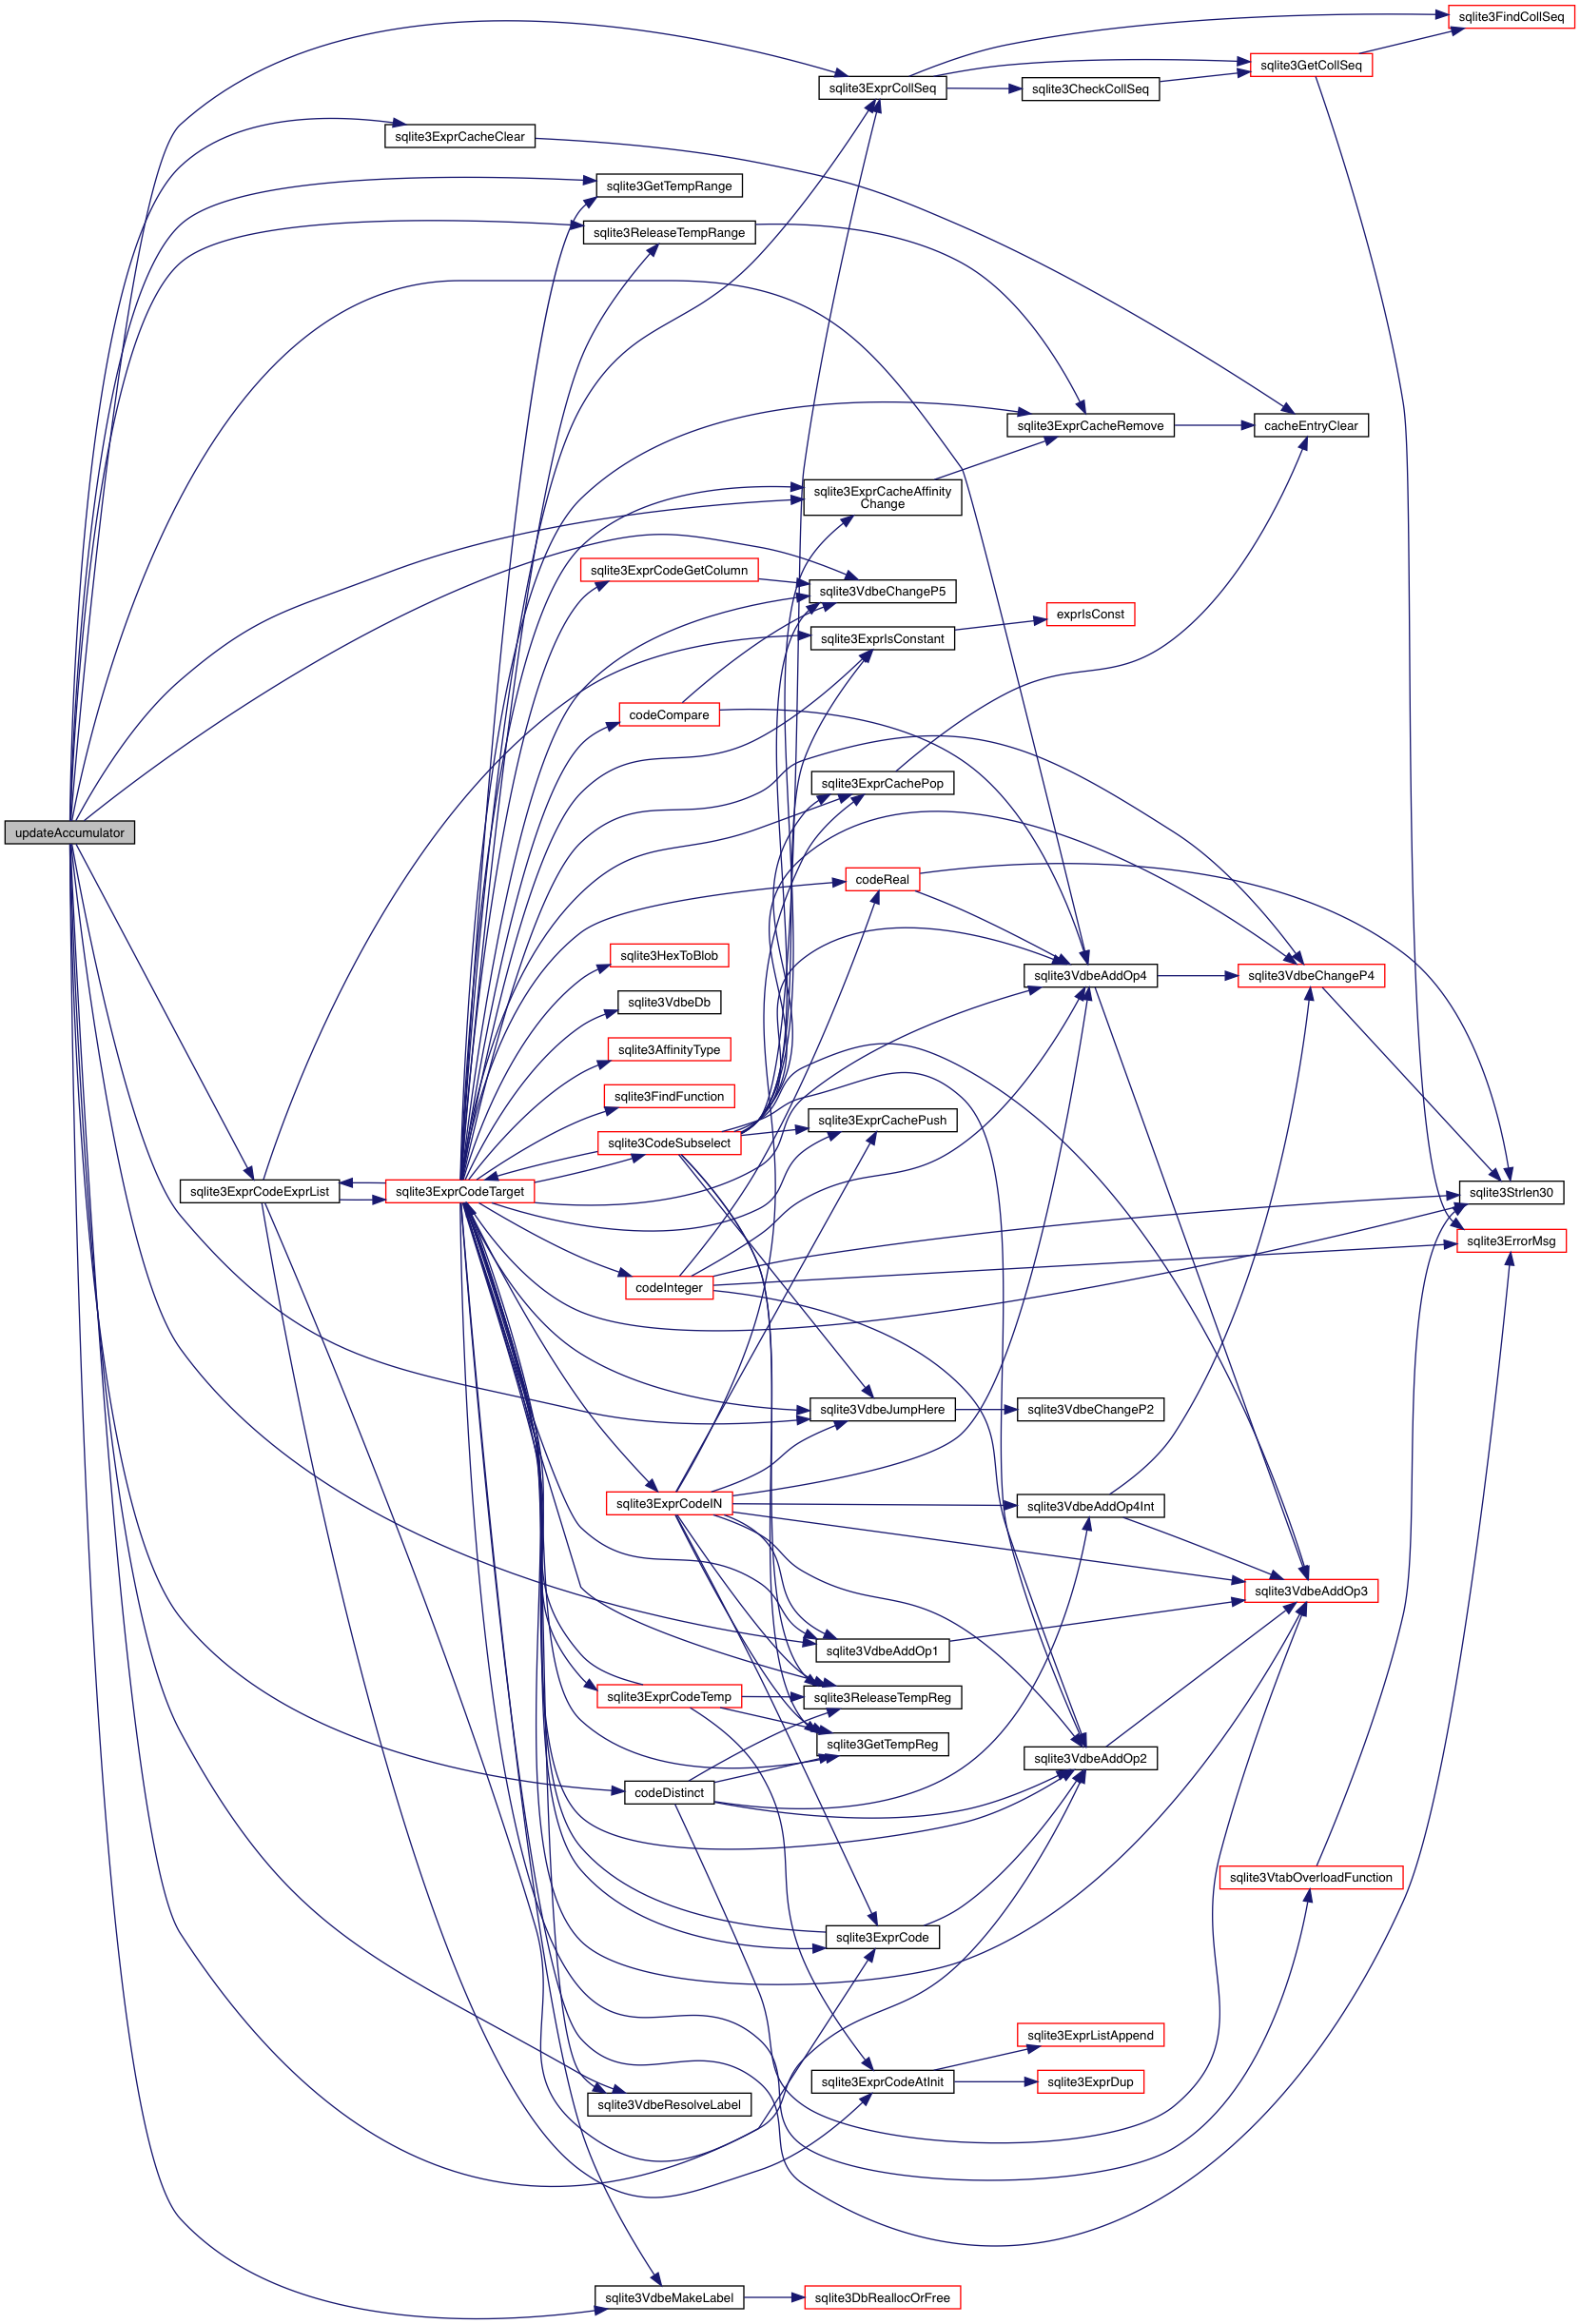 sqlite3FindCollSeq
sqlite3GetCollSeq
sqlite3ExprCollSeq
sqlite3CheckCollSeq
sqlite3ExprCacheClear
sqlite3GetTempRange
sqlite3ReleaseTempRange
sqlite3ExprCacheRemove
cacheEntryClear
sqlite3ExprCacheAffinity
Change
sqlite3ExprCodeGetColumn
sqlite3VdbeChangeP5
exprIsConst
sqlite3ExprIsConstant
codeCompare
sqlite3ExprCachePop
updateAccumulator
codeReal
sqlite3HexToBlob
sqlite3VdbeAddOp4
sqlite3VdbeChangeP4
sqlite3VdbeDb
sqlite3AffinityType
sqlite3FindFunction
sqlite3ExprCachePush
sqlite3CodeSubselect
sqlite3ExprCodeExprList
sqlite3ExprCodeTarget
sqlite3Strlen30
sqlite3ErrorMsg
codeInteger
sqlite3VdbeJumpHere
sqlite3VdbeChangeP2
sqlite3ExprCodeIN
sqlite3VdbeAddOp4Int
sqlite3VdbeAddOp3
sqlite3VdbeAddOp1
sqlite3ExprCodeTemp
sqlite3ReleaseTempReg
sqlite3GetTempReg
sqlite3VdbeAddOp2
codeDistinct
sqlite3VtabOverloadFunction
sqlite3ExprCode
sqlite3ExprListAppend
sqlite3ExprCodeAtInit
sqlite3ExprDup
sqlite3VdbeResolveLabel
sqlite3VdbeMakeLabel
sqlite3DbReallocOrFree